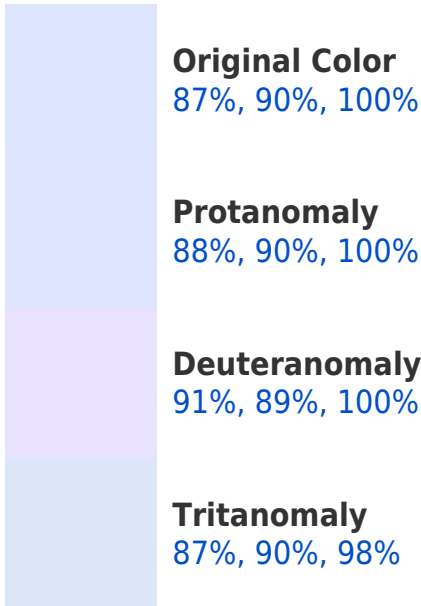 Original Color
87%, 90%, 100%
Protanomaly
88%, 90%, 100%
Deuteranomaly
91%, 89%, 100%
Tritanomaly
87%, 90%, 98%